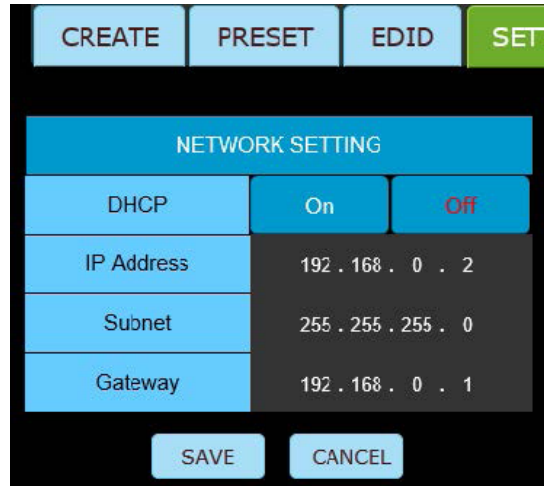 CREATE PRESET EDID SETT
NETWORK SETTING
DHCP On Off
IP Address 192 . 168 . 0 . 2
Subnet 255 . 255 . 255 . 0
Gateway 192 . 168 . 0 . 1
SAVE CANCEL